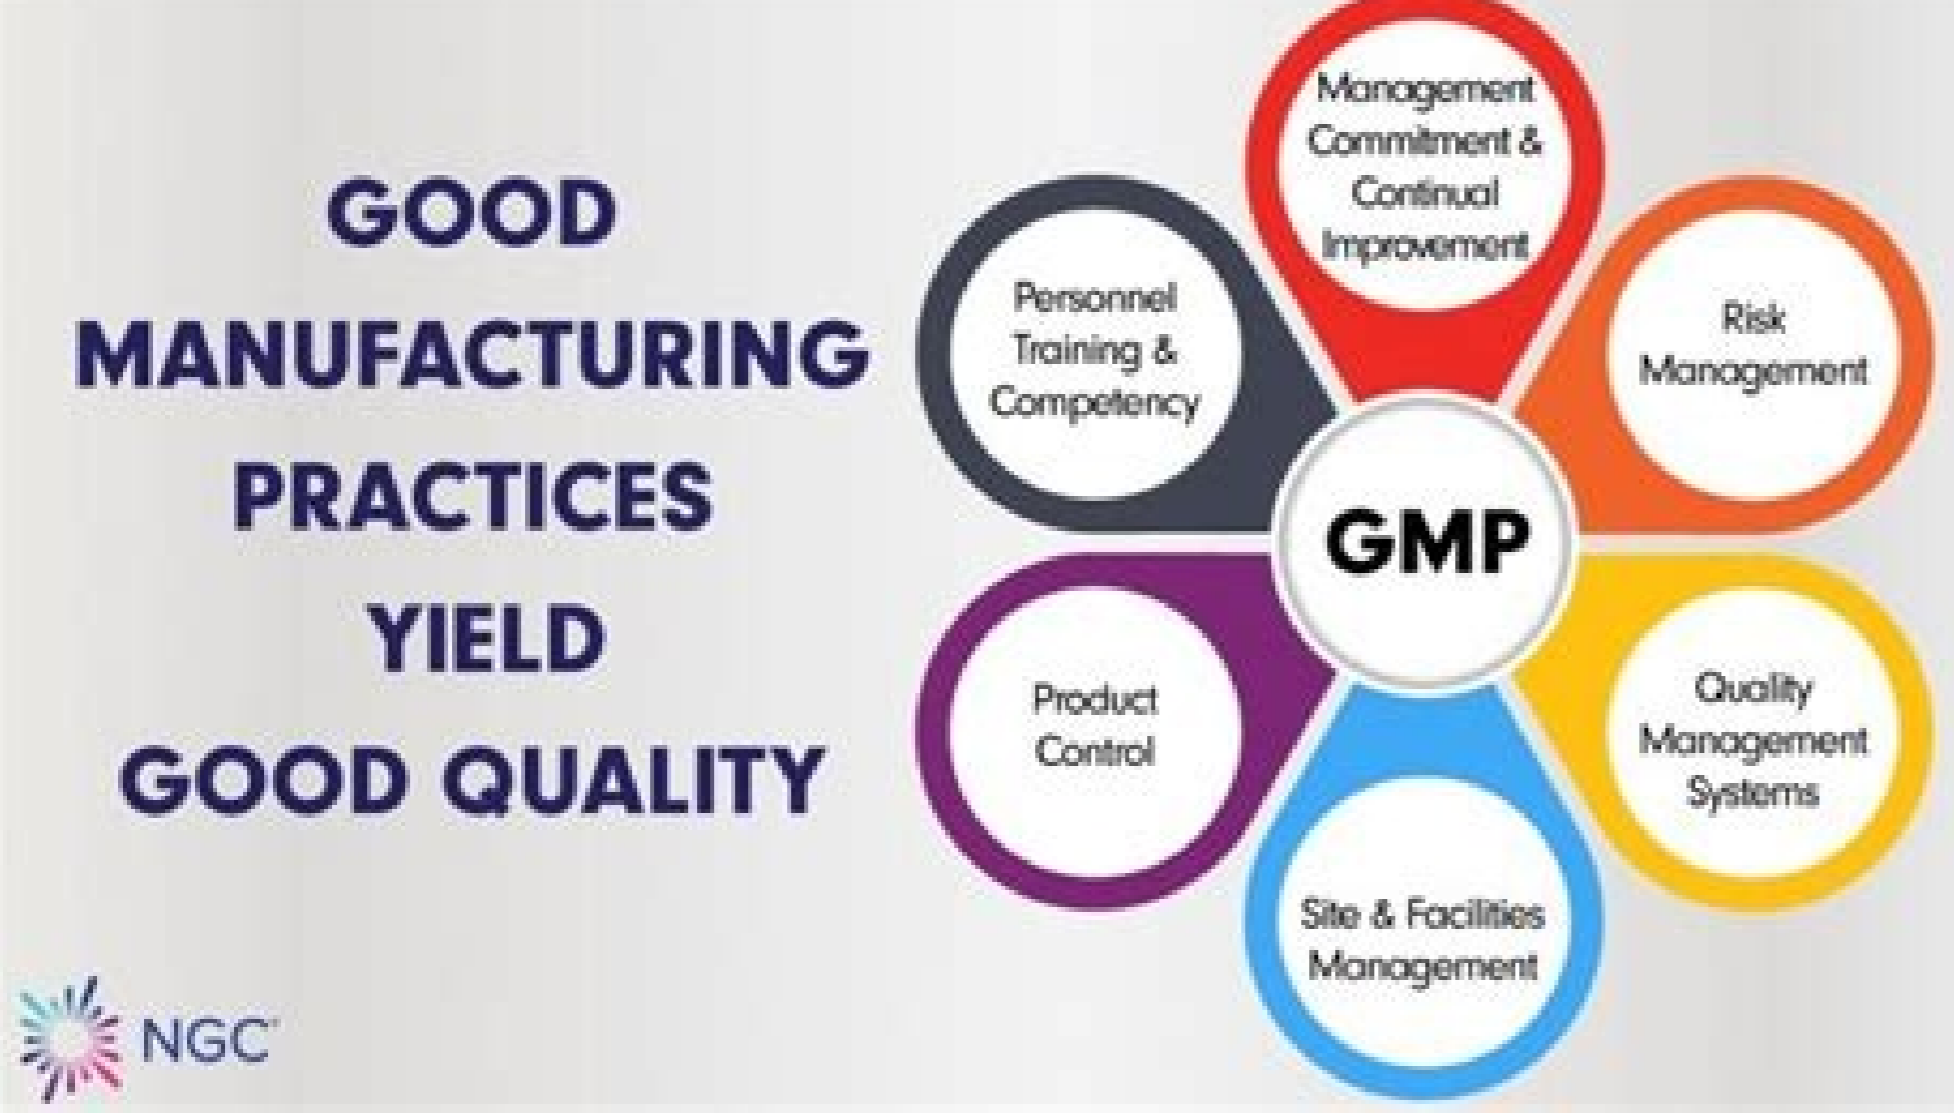 GOOD
MANUFACTURING
PRACTICES
YIELD
GOOD QUALITY
Management
Commitment &
Continual
Improvement
Personnel
Training &
Competency
Risk
Management
GMP
Product
Control
Quality
Management
Systems
Site & Facilities
Management
NGC